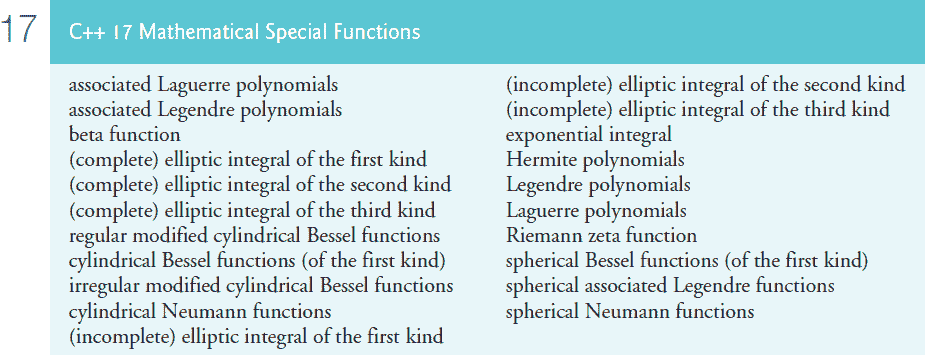 17
C++ 17 Mathematical Special Functions
associated Laguerre polynomials
associated Legendre polynomials
beta function
(complete) elliptic integral of the first kind
(complete) elliptic integral of the second kind
(complete) elliptic integral of the third kind
regular modified cylindrical Bessel functions
cylindrical Bessel functions (of the first kind)
irregular modified cylindrical Bessel functions
cylindrical Neumann functions
(incomplete) elliptic integral of the first kind
(incomplete) elliptic integral of the second kind
(incomplete) elliptic integral of the third kind
exponential integral
Hermite polynomials
Legendre polynomials
Laguerre polynomials
Riemann zeta function
spherical Bessel functions (of the first kind)
spherical associated Legendre functions
spherical Neumann functions